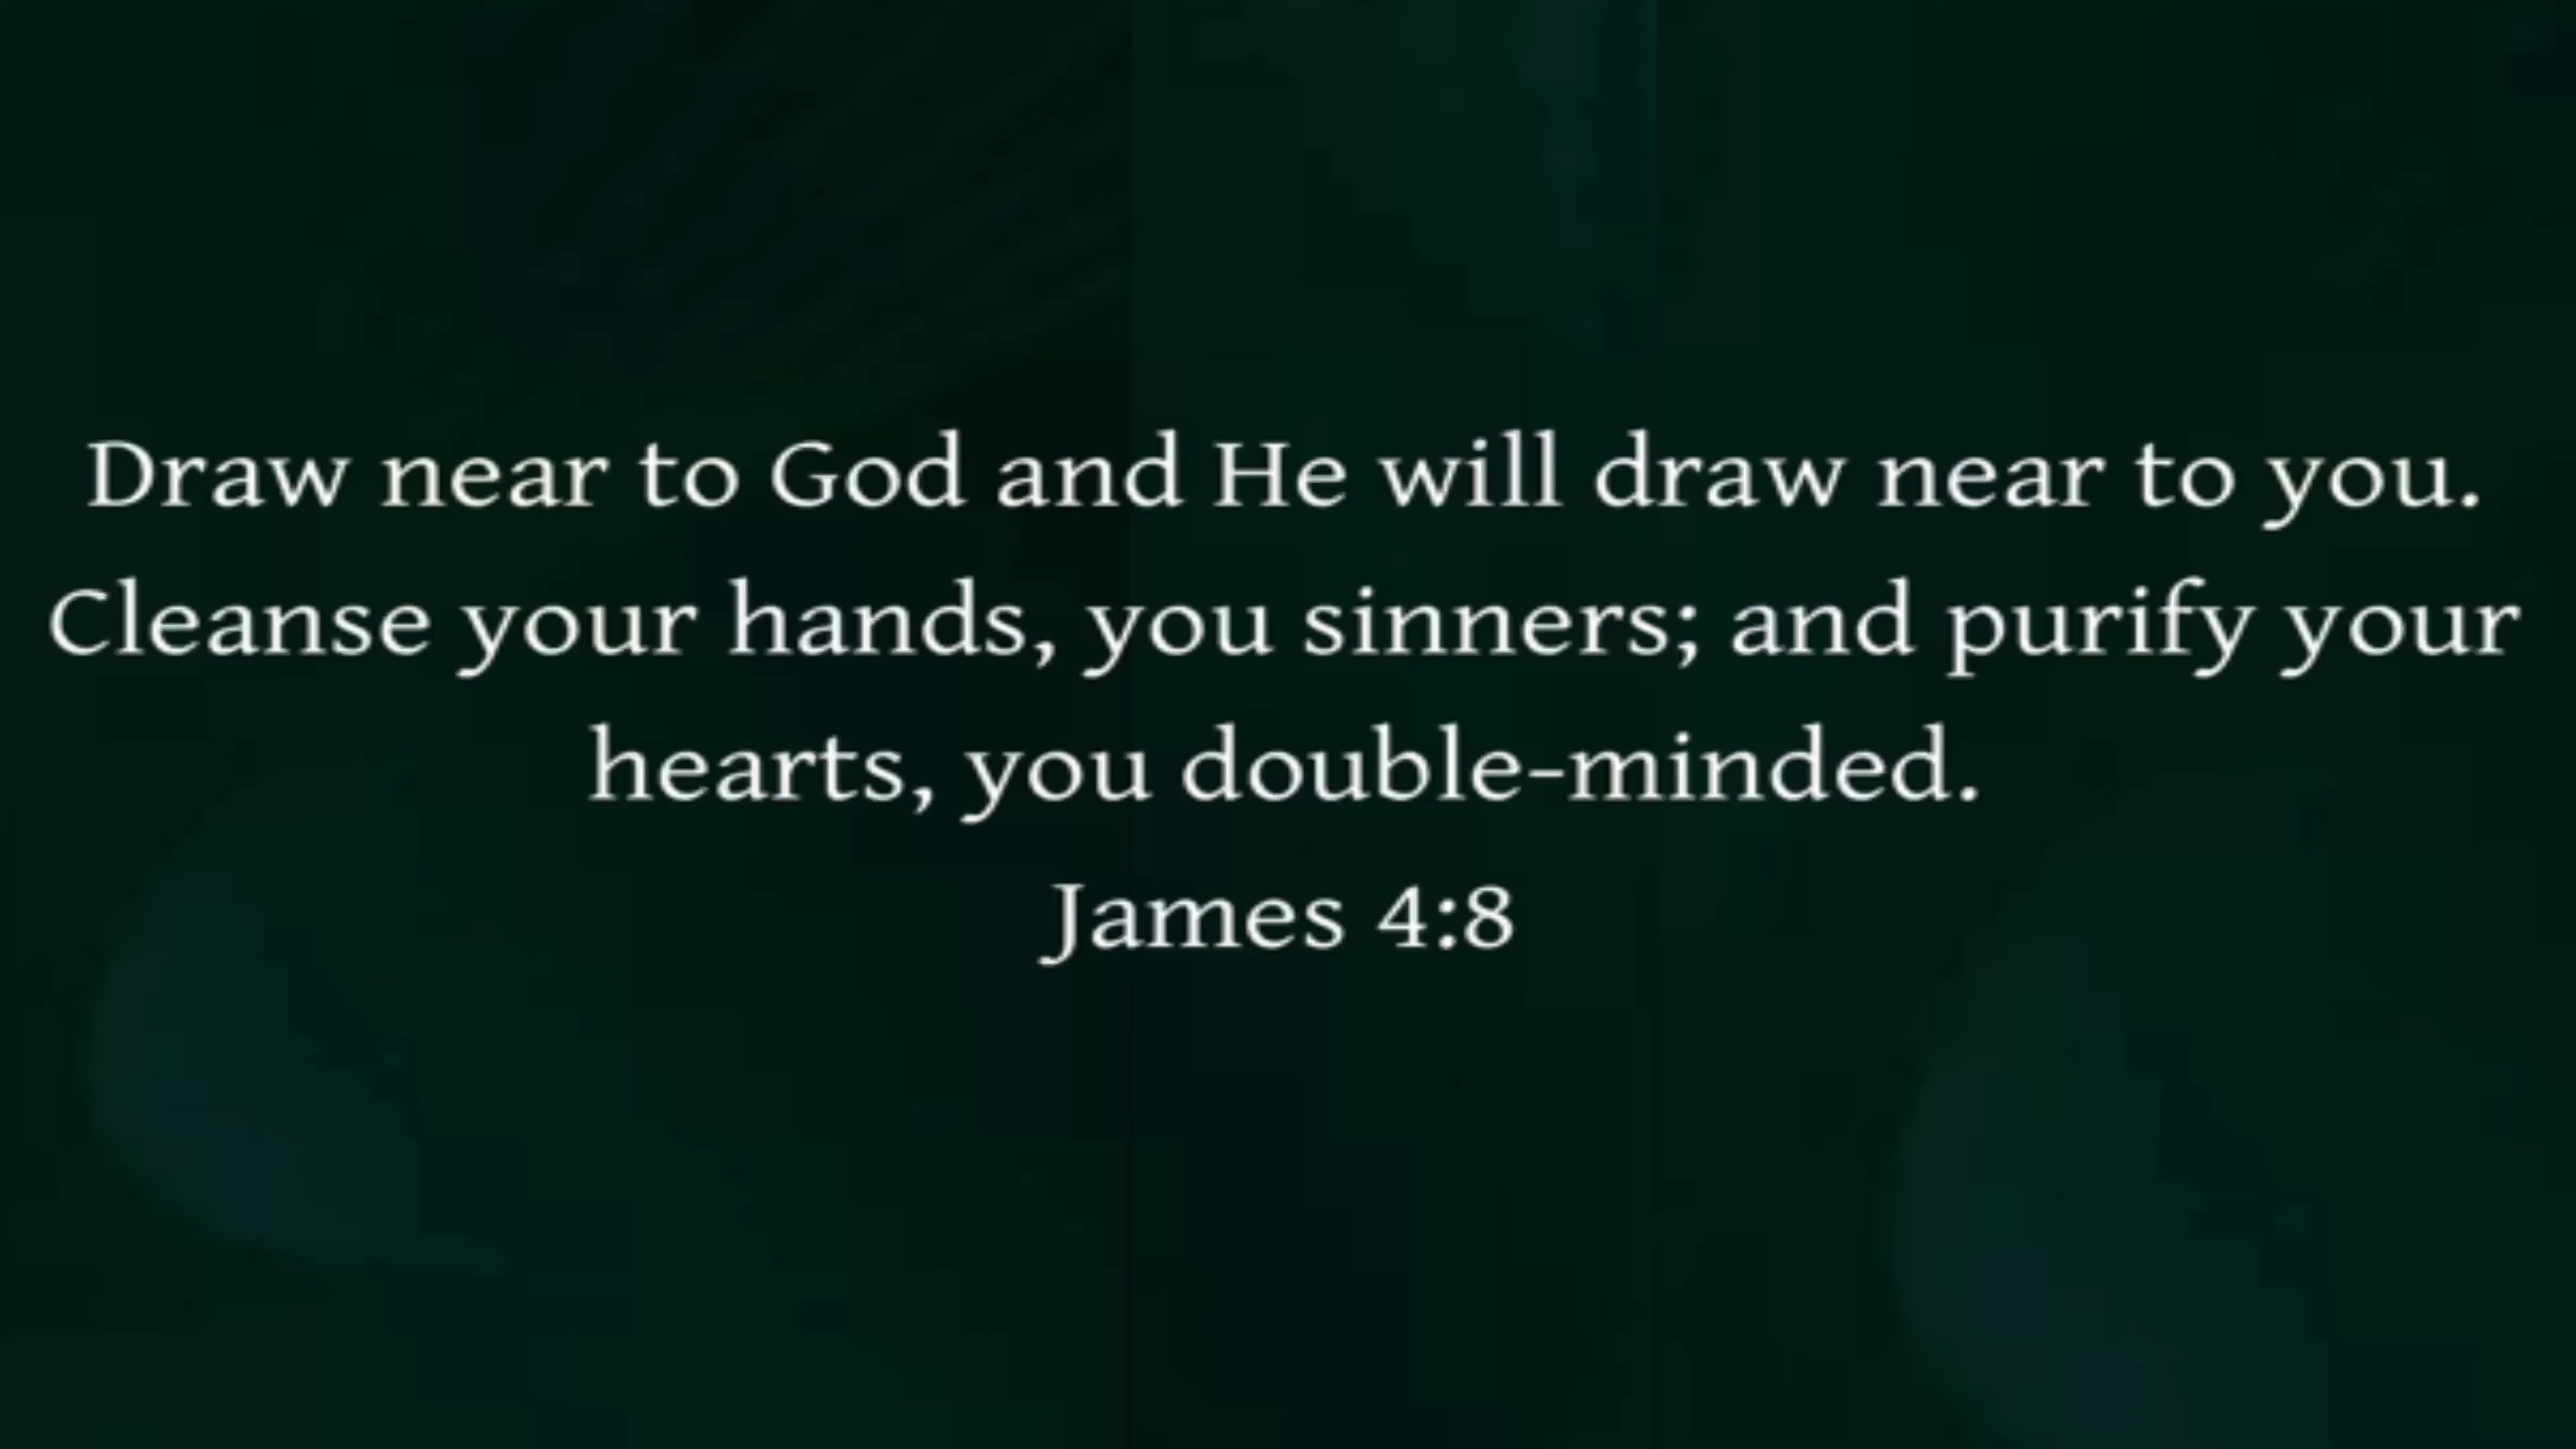 Draw near to God and He will draw near to you.
Cleanse your hands, you sinners; and purify your
hearts, you double-minded.
James 4:8